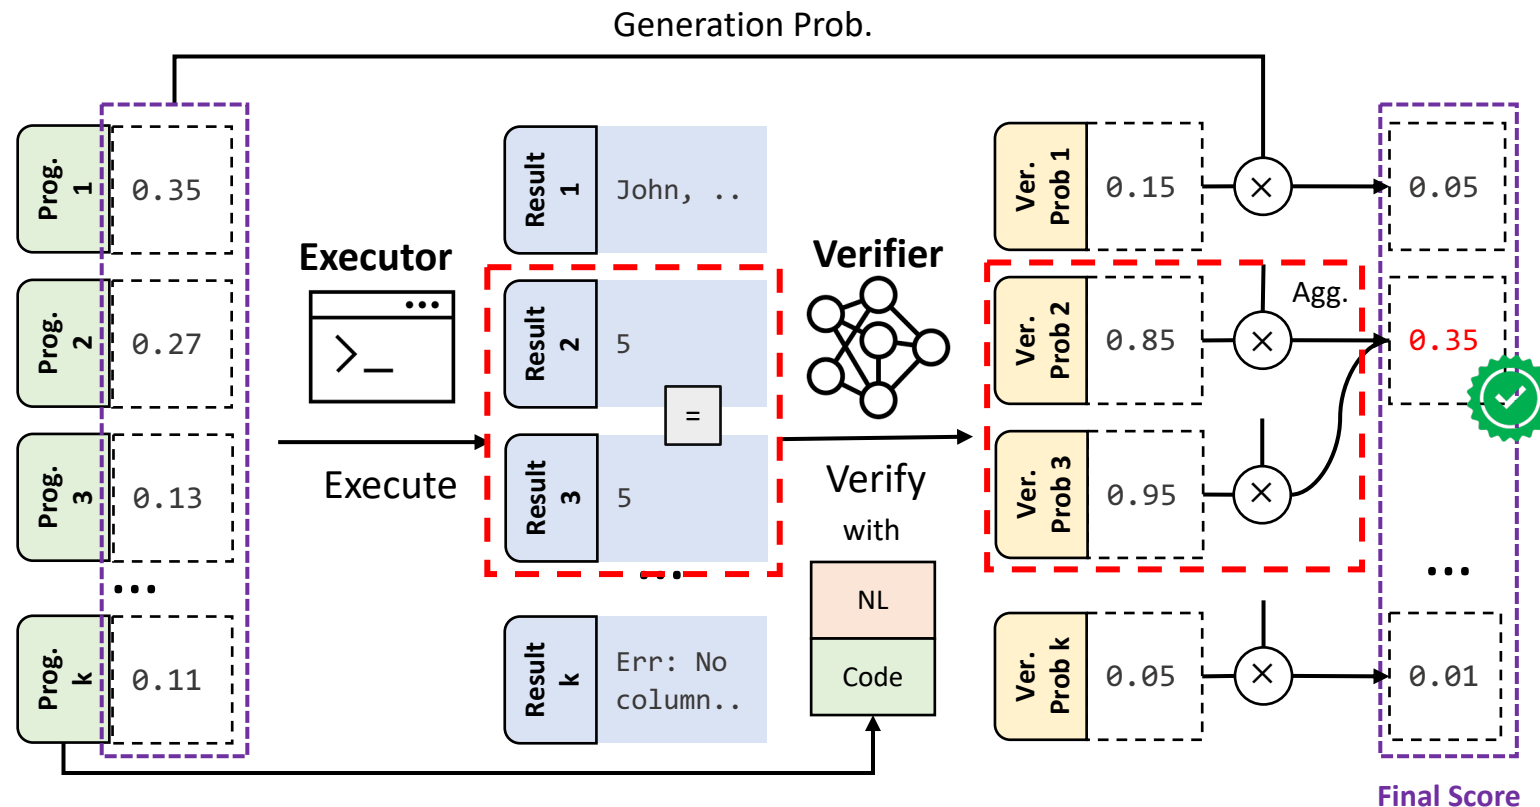 Generation Prob.
Prog.
1
0.35
Result
1
John, ..
Ver.
Prob 1
0.15
×
0.05
Executor
Verifier
Prog.
2
0.27
>_
Result
2
5
Ver.
Prob 2
0.85
×
Agg.
0.35
=
Prog.
3
0.13
Execute
Result
3
5
Verify
with
Ver.
Prob 3
0.95
×
...
...
...
NL
Code
Prog.
k
0.11
Result
k
Err: No
column..
Ver.
Prob k
0.05
×
0.01
Final Score